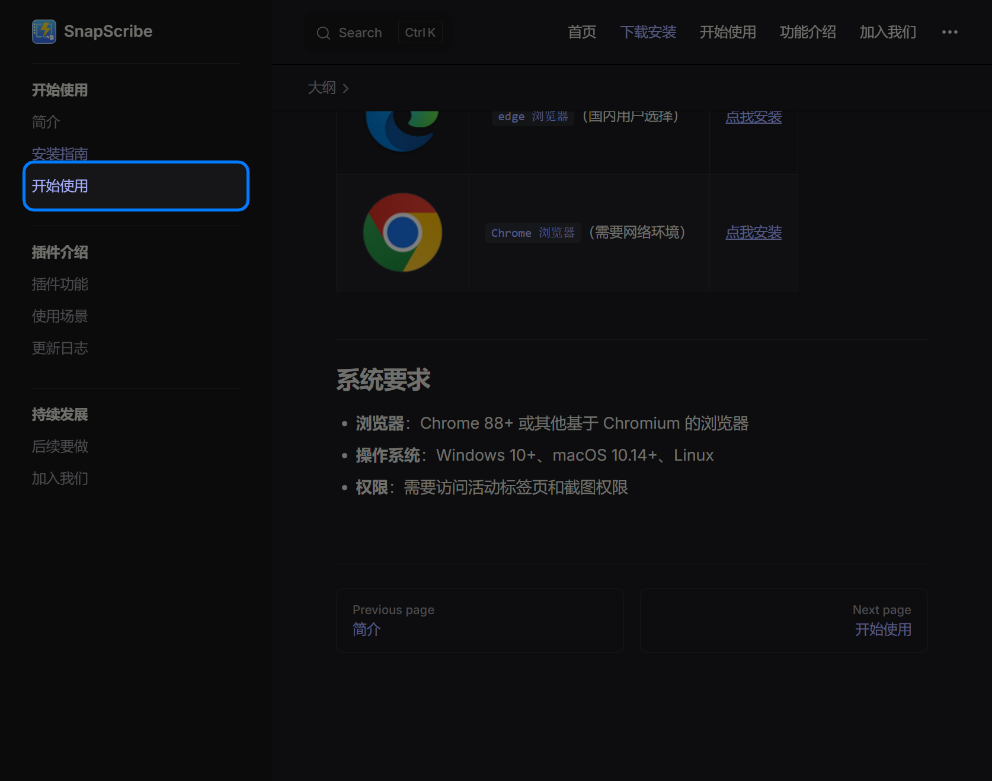 SnapScribe
Search Ctrl K
首页 下载安装 开始使用 功能介绍 加入我们
大纲
开始使用
简介
安装指南
开始使用
插件介绍
插件功能
使用场景
更新日志
持续发展
后续要做
加入我们
edge 浏览器 (国内用户选择) 点我安装
Chrome 浏览器 (需要网络环境) 点我安装
系统要求
• 浏览器：Chrome 88+ 或其他基于 Chromium 的浏览器
• 操作系统：Windows 10+、macOS 10.14+、Linux
• 权限：需要访问活动标签页和截图权限
Previous page
简介
Next page
开始使用